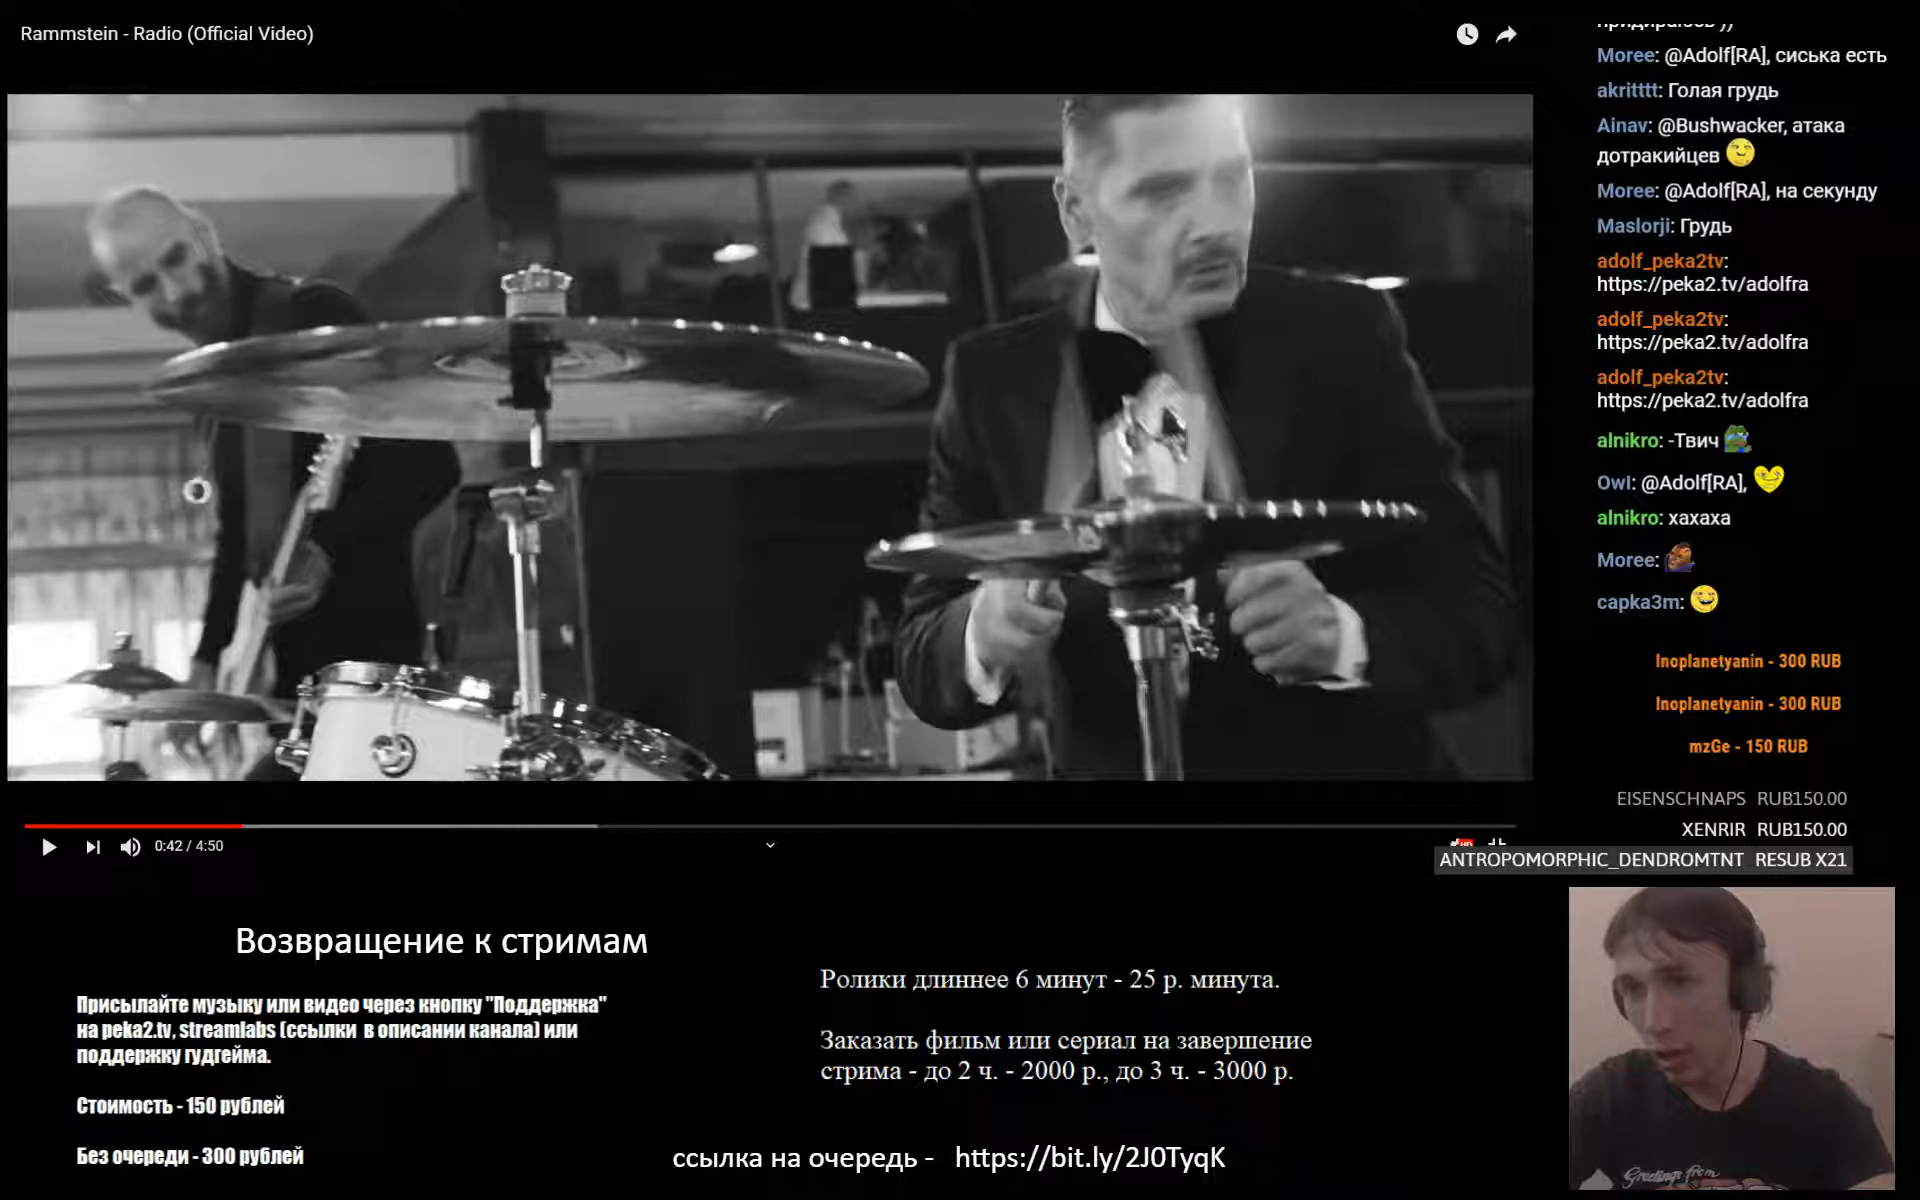 Rammstein - Radio (Official Video)
Moree: @Adolf[RA], сиська есть
akritttt: Голая грудь
Ainav: @Bushwacker, атака
дотракийцев
Moree: @Adolf[RA], на секунду
Maslorji: Грудь
adolf_peka2tv:
https://peka2.tv/adolfra
adolf_peka2tv:
https://peka2.tv/adolfra
adolf_peka2tv:
https://peka2.tv/adolfra
alnikro: -Твич
Owl: @Adolf[RA],
alnikro: хахаха
Moree:
capka3m:
Inoplanetyanin - 300 RUB
Inoplanetyanin - 300 RUB
mzGe - 150 RUB
EISENSCHNAPS RUB150.00
XENRIR RUB150.00
ANTROPOMORPHIC_DENDROMTNT RESUB X21
0:42 / 4:50
HD
Возвращение к стримам
Присылайте музыку или видео через кнопку "Поддержка"
на peka2.tv, streamlabs (ссылки в описании канала) или
поддержку гудгейма.
Стоимость - 150 рублей
Без очереди - 300 рублей
Ролики длиннее 6 минут - 25 р. минута.
Заказать фильм или сериал на завершение
стрима - до 2 ч. - 2000 р., до 3 ч. - 3000 р.
ссылка на очередь - https://bit.ly/2J0TyqK
Greetings from